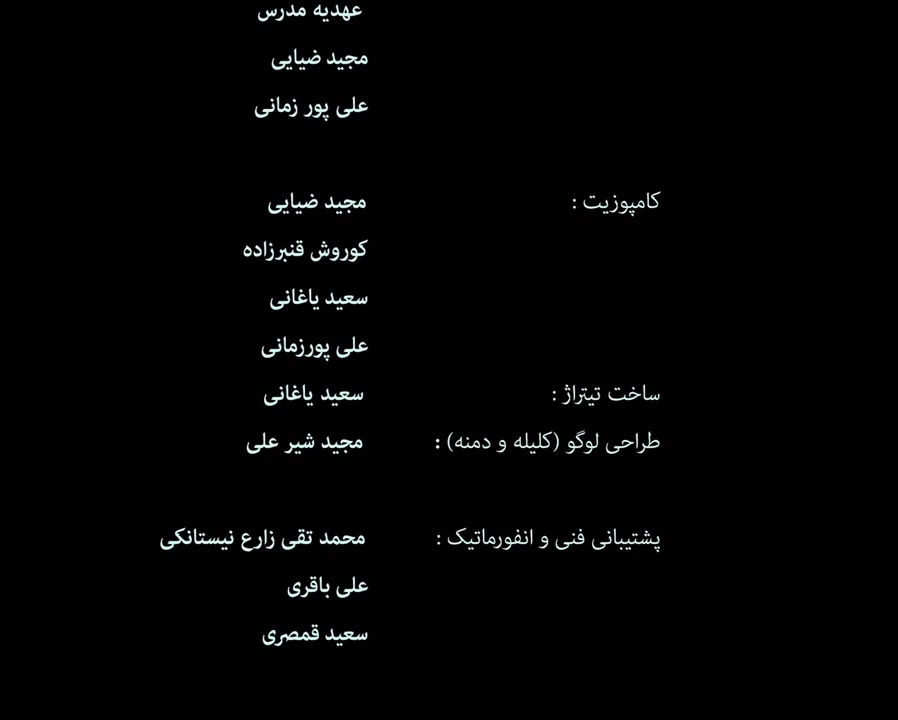 عهدیه مدرس
مجید ضیایی
علی پور زمانی
کامپوزیت : مجید ضیایی
کوروش قنبرزاده
سعید یاغانی
علی پورزمانی
ساخت تیتراژ : سعید یاغانی
طراحی لوگو (کلیله و دمنه) : مجید شیر علی
پشتیبانی فنی و انفورماتیک : محمد تقی زارع نیستانکی
علی باقری
سعید قمصری